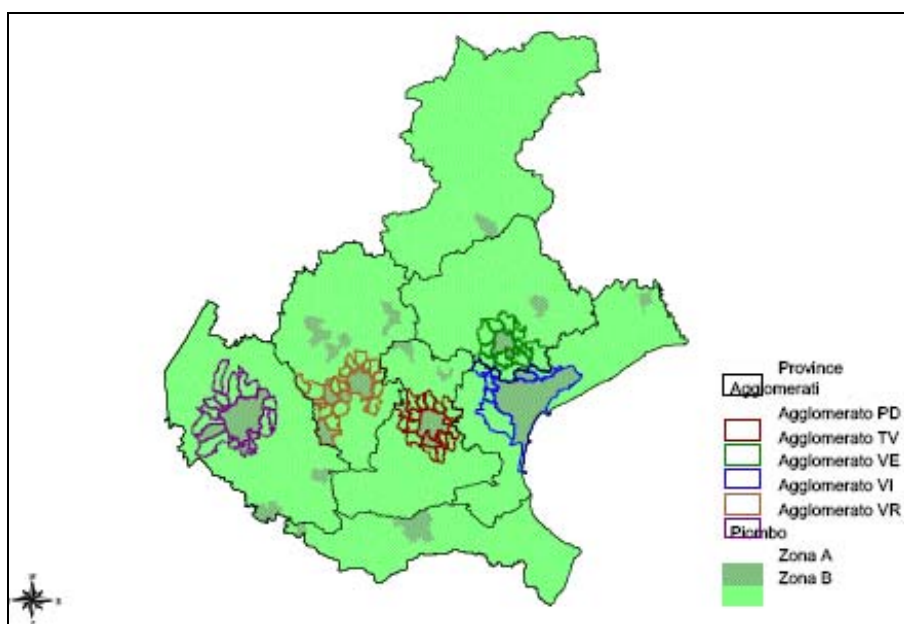 Province
Agglomerati
Agglomerato PD
Agglomerato TV
Agglomerato VE
Agglomerato VI
Agglomerato VR
Piombo
Zona A
Zona B